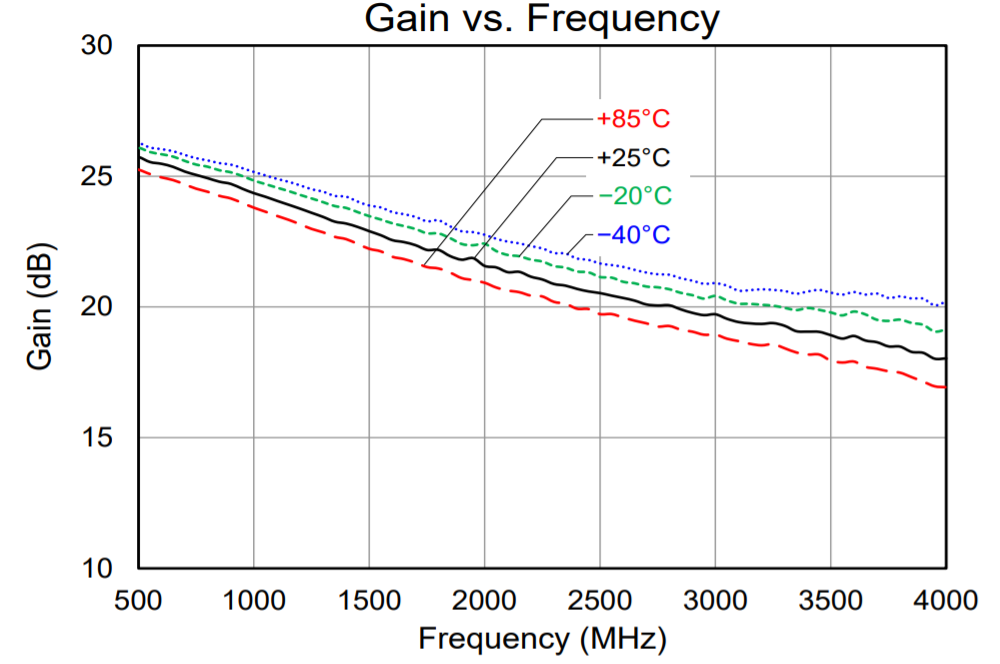 Gain vs. Frequency
30
25
20
15
10
Gain (dB)
+85°C
+25°C
−20°C
−40°C
500 1000 1500 2000 2500 3000 3500 4000
Frequency (MHz)